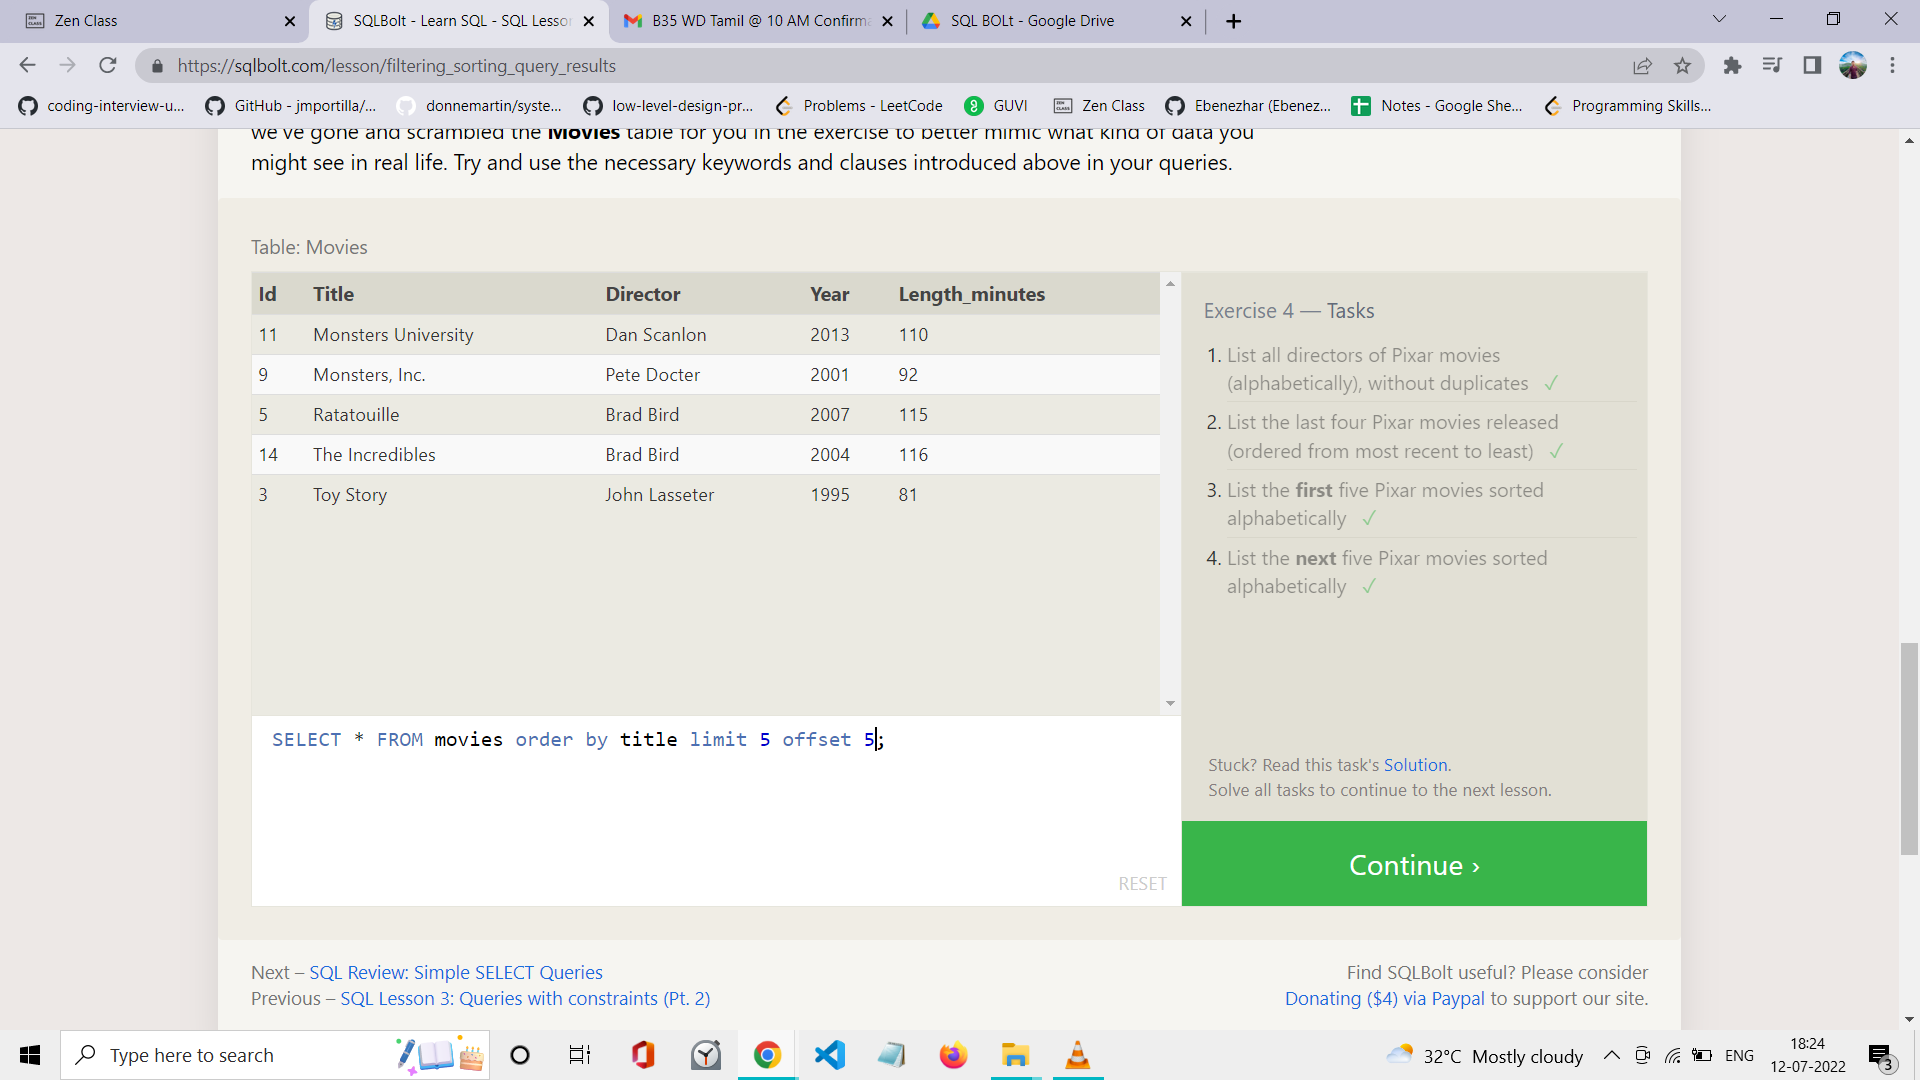 Zen Class
SQLBolt - Learn SQL - SQL Lesson
B35 WD Tamil @ 10 AM Confirma
SQL BOLt - Google Drive
https://sqlbolt.com/lesson/filtering_sorting_query_results
coding-interview-u...
GitHub - jmportilla/...
donnemartin/syste...
low-level-design-pr...
Problems - LeetCode
GUVI
Zen Class
Ebenezhar (Ebenez...
Notes - Google She...
Programming Skills...
we've gone and scrambled the Movies table for you in the exercise to better mimic what kind of data you
might see in real life. Try and use the necessary keywords and clauses introduced above in your queries.
Table: Movies
Id Title Director Year Length_minutes
11 Monsters University Dan Scanlon 2013 110
9 Monsters, Inc. Pete Docter 2001 92
5 Ratatouille Brad Bird 2007 115
14 The Incredibles Brad Bird 2004 116
3 Toy Story John Lasseter 1995 81
SELECT * FROM movies order by title limit 5 offset 5;
RESET
Exercise 4 — Tasks
1. List all directors of Pixar movies
(alphabetically), without duplicates ✓
2. List the last four Pixar movies released
(ordered from most recent to least) ✓
3. List the first five Pixar movies sorted
alphabetically ✓
4. List the next five Pixar movies sorted
alphabetically ✓
Stuck? Read this task's Solution.
Solve all tasks to continue to the next lesson.
Continue ›
Next – SQL Review: Simple SELECT Queries
Previous – SQL Lesson 3: Queries with constraints (Pt. 2)
Find SQLBolt useful? Please consider
Donating ($4) via Paypal to support our site.
Type here to search
32°C Mostly cloudy
ENG
18:24
12-07-2022
3